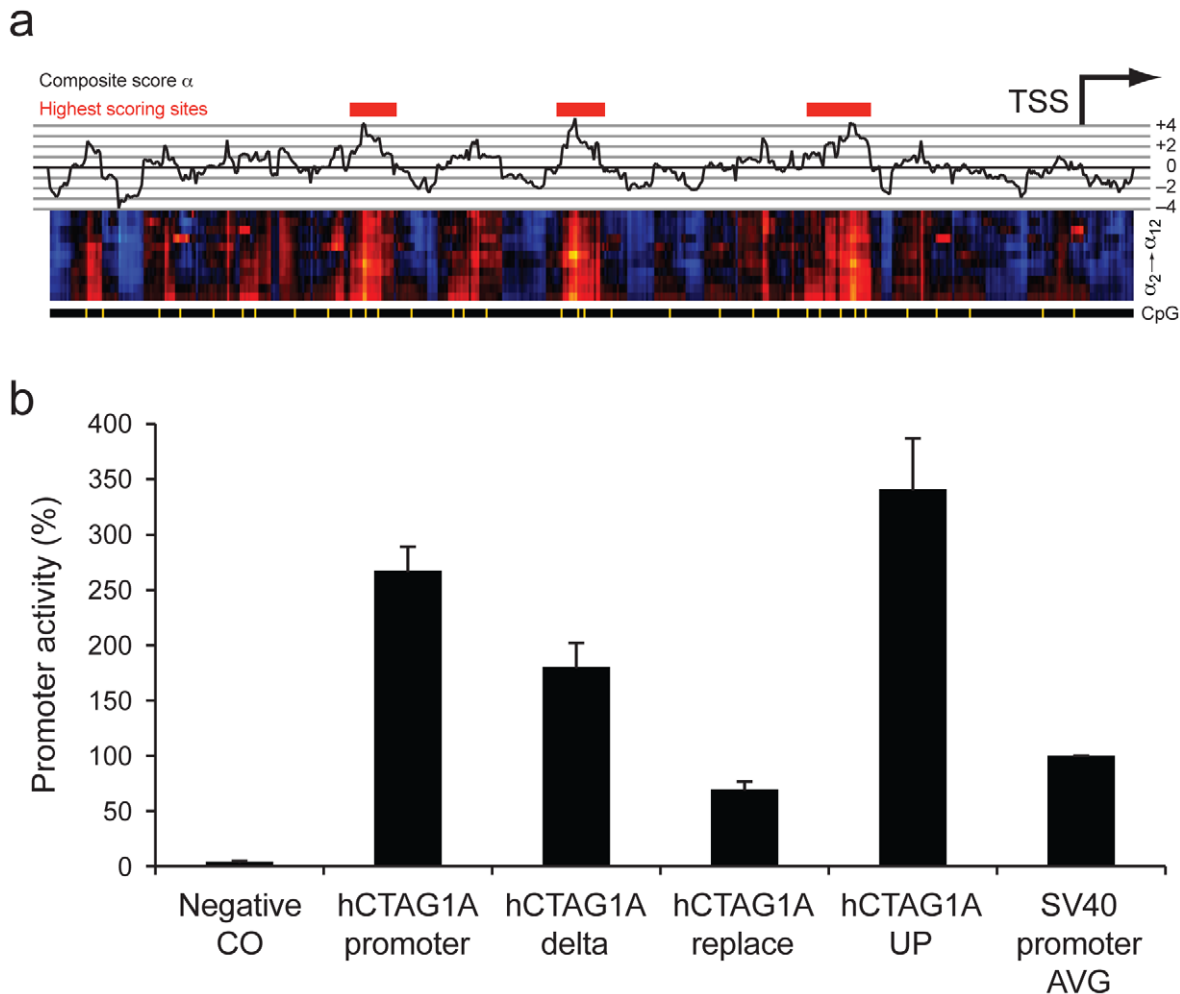 a
Composite score α
Highest scoring sites
TSS
+4
+2
0
−2
−4
α2→α12
CpG
b
Promoter activity (%)
400
350
300
250
200
150
100
50
0
Negative CO
hCTAG1A promoter
hCTAG1A delta
hCTAG1A replace
hCTAG1A UP
SV40 promoter AVG